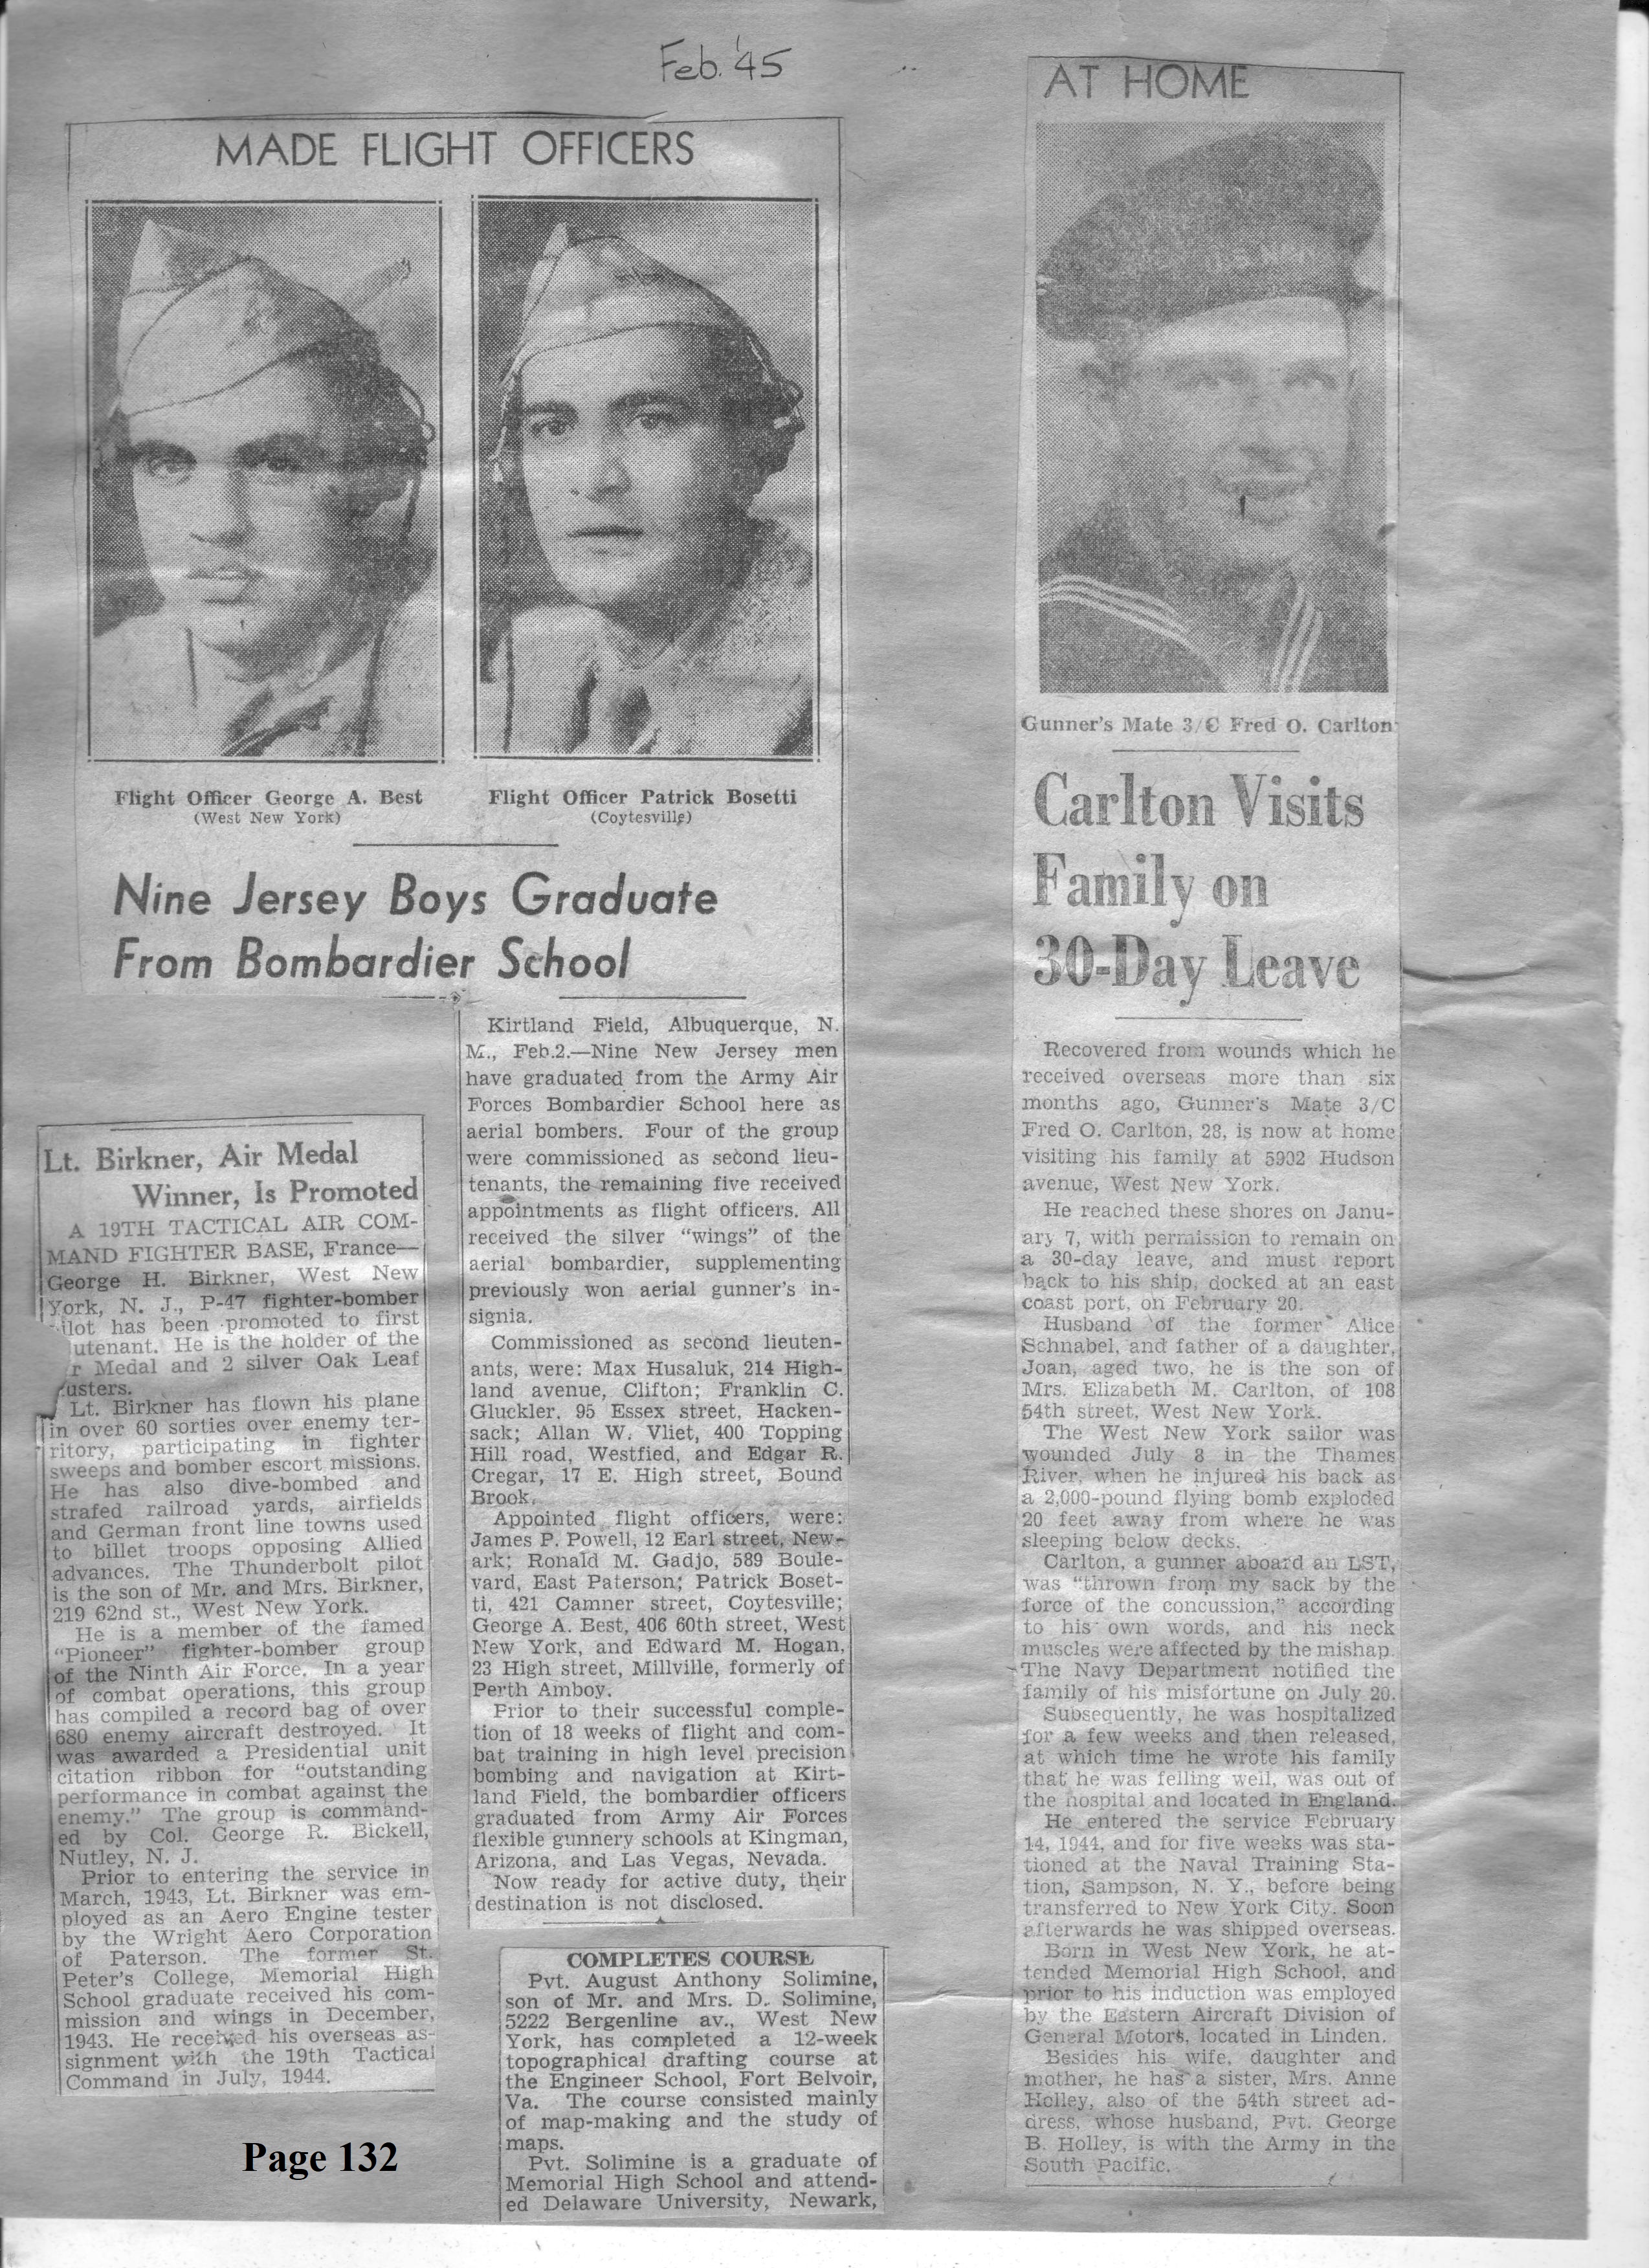 Feb. '45
MADE FLIGHT OFFICERS
Flight Officer George A. Best
(West New York)
Flight Officer Patrick Bosetti
(Coytesville)
Nine Jersey Boys Graduate
From Bombardier School
Kirtland Field, Albuquerque, N.
M., Feb.2.—Nine New Jersey men
have graduated from the Army Air
Forces Bombardier School here as
aerial bombers. Four of the group
were commissioned as second lieu-
tenants, the remaining five received
appointments as flight officers. All
received the silver "wings" of the
aerial bombardier, supplementing
previously won aerial gunner's in-
signia.
Commissioned as second lieuten-
ants, were: Max Husaluk, 214 High-
land avenue, Clifton; Franklin C.
Gluckler, 95 Essex street, Hacken-
sack; Allan W. Vliet, 400 Topping
Hill road, Westfied, and Edgar R.
Cregar, 17 E. High street, Bound
Brook.
Appointed flight officers, were:
James P. Powell, 12 Earl street, New-
ark; Ronald M. Gadjo, 589 Boule-
vard, East Paterson; Patrick Boset-
ti, 421 Camner street, Coytesville;
George A. Best, 406 60th street, West
New York, and Edward M. Hogan,
23 High street, Millville, formerly of
Perth Amboy.
Prior to their successful comple-
tion of 18 weeks of flight and com-
bat training in high level precision
bombing and navigation at Kirt-
land Field, the bombardier officers
graduated from Army Air Forces
flexible gunnery schools at Kingman,
Arizona, and Las Vegas, Nevada.
Now ready for active duty, their
destination is not disclosed.
Lt. Birkner, Air Medal
Winner, Is Promoted
A 19TH TACTICAL AIR COM-
MAND FIGHTER BASE, France—
George H. Birkner, West New
York, N. J., P-47 fighter-bomber
ilot has been promoted to first
utenant. He is the holder of the
r Medal and 2 silver Oak Leaf
usters.
Lt. Birkner has flown his plane
in over 60 sorties over enemy ter-
ritory, participating in fighter
sweeps and bomber escort missions.
He has also dive-bombed and
strafed railroad yards, airfields
and German front line towns used
to billet troops opposing Allied
advances. The Thunderbolt pilot
is the son of Mr. and Mrs. Birkner,
219 62nd st., West New York.
He is a member of the famed
"Pioneer" fighter-bomber group
of the Ninth Air Force. In a year
of combat operations, this group
has compiled a record bag of over
680 enemy aircraft destroyed. It
was awarded a Presidential unit
citation ribbon for "outstanding
performance in combat against the
enemy." The group is command-
ed by Col. George R. Bickell,
Nutley, N. J.
Prior to entering the service in
March, 1943, Lt. Birkner was em-
ployed as an Aero Engine tester
by the Wright Aero Corporation
of Paterson. The former St.
Peter's College, Memorial High
School graduate received his com-
mission and wings in December,
1943. He received his overseas as-
signment with the 19th Tactical
Command in July, 1944.
COMPLETES COURSE
Pvt. August Anthony Solimine,
son of Mr. and Mrs. D. Solimine,
5222 Bergenline av., West New
York, has completed a 12-week
topographical drafting course at
the Engineer School, Fort Belvoir,
Va. The course consisted mainly
of map-making and the study of
maps.
Pvt. Solimine is a graduate of
Memorial High School and attend-
ed Delaware University, Newark,
AT HOME
Gunner's Mate 3/C Fred O. Carlton
Carlton Visits
Family on
30-Day Leave
Recovered from wounds which he
received overseas more than six
months ago, Gunner's Mate 3/C
Fred O. Carlton, 28, is now at home
visiting his family at 5902 Hudson
avenue, West New York.
He reached these shores on Janu-
ary 7, with permission to remain on
a 30-day leave, and must report
back to his ship, docked at an east
coast port, on February 20.
Husband of the former Alice
Schnabel, and father of a daughter,
Joan, aged two, he is the son of
Mrs. Elizabeth M. Carlton, of 108
54th street, West New York.
The West New York sailor was
wounded July 8 in the Thames
River, when he injured his back as
a 2,000-pound flying bomb exploded
20 feet away from where he was
sleeping below decks.
Carlton, a gunner aboard an LST,
was "thrown from my sack by the
force of the concussion," according
to his own words, and his neck
muscles were affected by the mishap.
The Navy Department notified the
family of his misfortune on July 20.
Subsequently, he was hospitalized
for a few weeks and then released,
at which time he wrote his family
that he was felling well, was out of
the hospital and located in England.
He entered the service February
14, 1944, and for five weeks was sta-
tioned at the Naval Training Sta-
tion, Sampson, N. Y., before being
transferred to New York City. Soon
afterwards he was shipped overseas.
Born in West New York, he at-
tended Memorial High School, and
prior to his induction was employed
by the Eastern Aircraft Division of
General Motors, located in Linden.
Besides his wife, daughter and
mother, he has a sister, Mrs. Anne
Holley, also of the 54th street ad-
dress, whose husband, Pvt. George
B. Holley, is with the Army in the
South Pacific.
Page 132